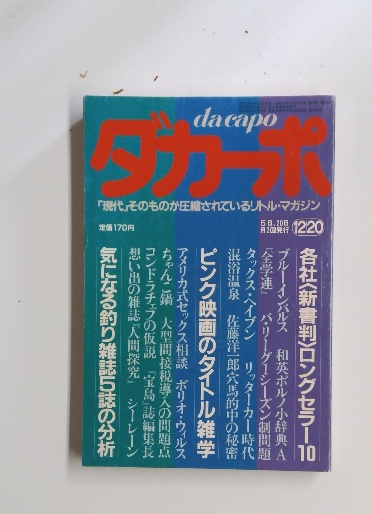 da capo
ダカーポ
「現代」そのものが圧縮されているリトル・マガジン
定価170円
5日、20日
月2回発行
12/20
各社〈新書判〉ロングセラー10
ブルーインパルス 和英ポルノ小辞典A
「全学連」 バリーグ=シーズン制問題
タックス・ヘイブン リッターカー時代
混浴温泉 佐藤洋一郎穴馬的中の秘密
ピンク映画のタイトル雑学
アメリカ式セックス相談 ポリオ・ウィルス
ちゃんこ鍋 大型間接税導入の問題点
コンドラチェフの仮説 『宝島』誌編集長
想い出の雑誌「人間探究」 シーレーン
気になる釣り雑誌5誌の分析